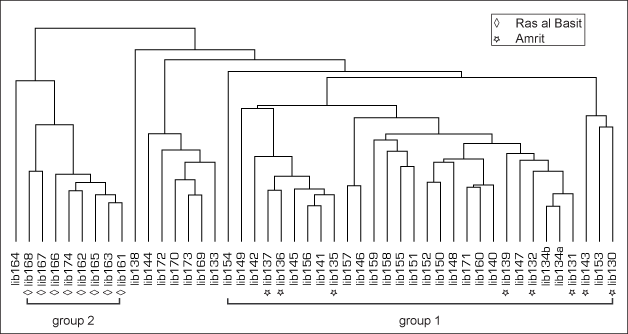 Ras al Basit
Amrit
lib164
lib168
lib167
lib166
lib174
lib162
lib165
lib163
lib161
lib138
lib144
lib172
lib170
lib173
lib169
lib133
lib154
lib149
lib142
lib137
lib136
lib145
lib156
lib141
lib135
lib157
lib146
lib159
lib158
lib155
lib151
lib152
lib150
lib148
lib171
lib160
lib140
lib139
lib147
lib132
lib134b
lib134a
lib131
lib143
lib153
lib130
group 2
group 1